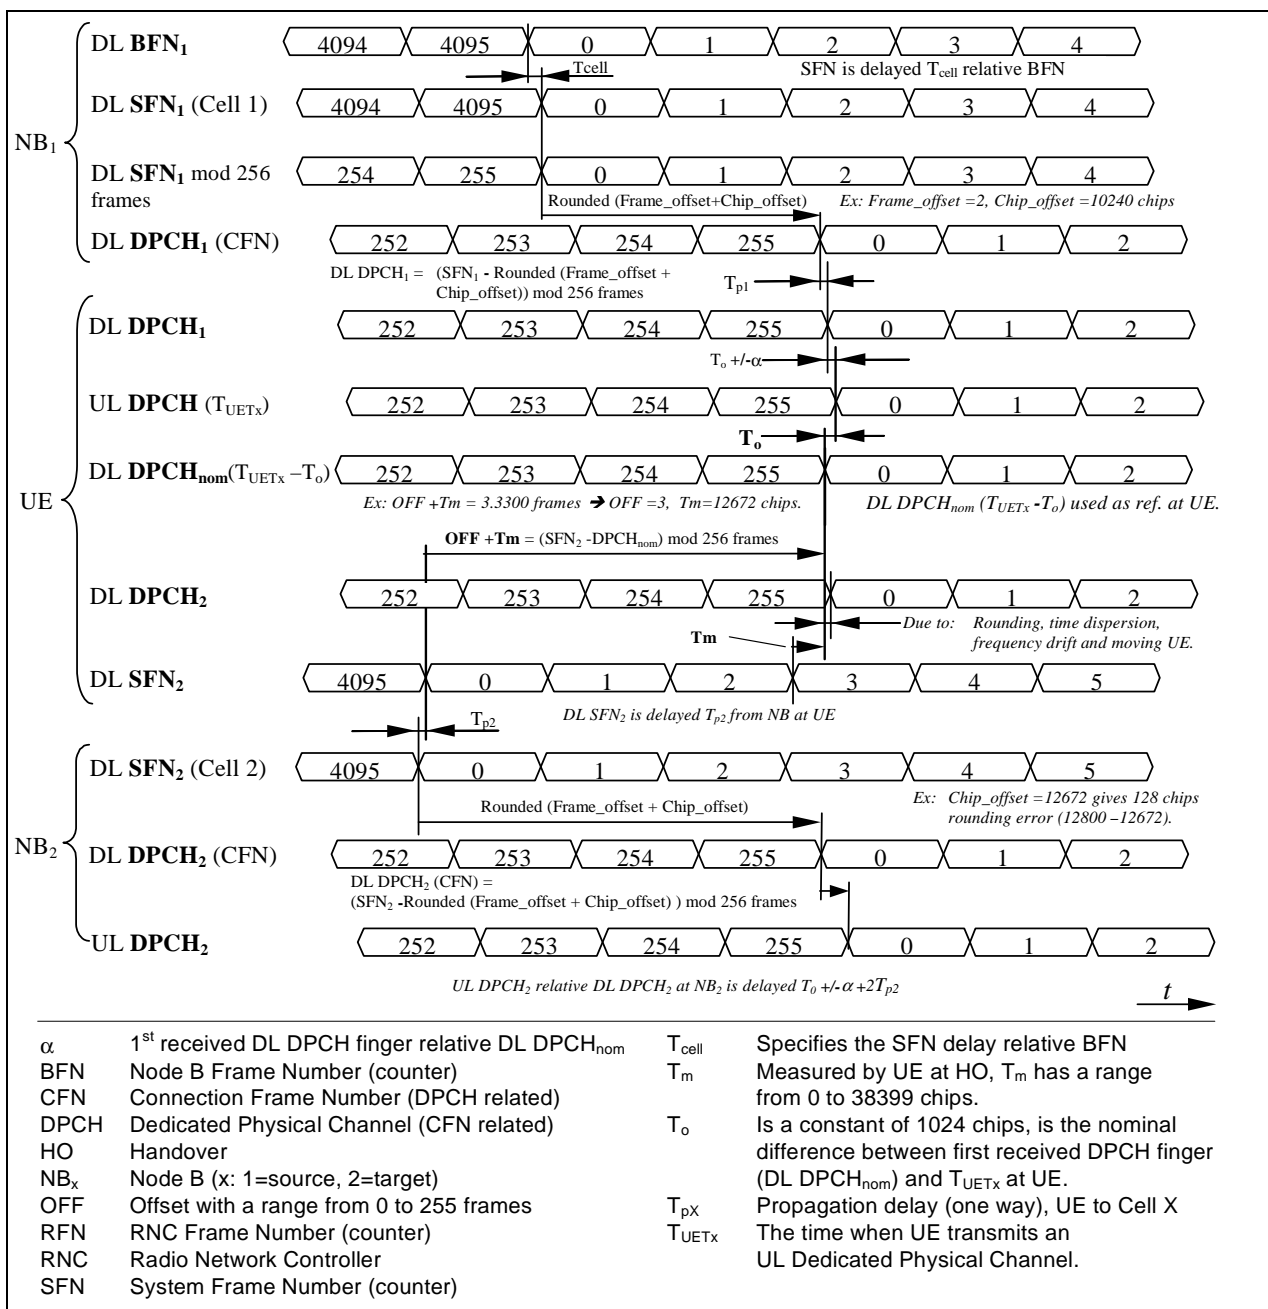 DL BFN1 4094 4095 0 1 2 3 4
Tcell SFN is delayed Tcell relative BFN
DL SFN1 (Cell 1) 4094 4095 0 1 2 3 4
NB1
DL SFN1 mod 256 254 255 0 1 2 3 4
frames
Rounded (Frame_offset+Chip_offset) Ex: Frame_offset =2, Chip_offset =10240 chips
DL DPCH1 (CFN) 252 253 254 255 0 1 2
DL DPCH1 = (SFN1 - Rounded (Frame_offset +
Chip_offset)) mod 256 frames
Tp1
DL DPCH1 252 253 254 255 0 1 2
To +/-α
UL DPCH (TUETx) 252 253 254 255 0 1 2
To
DL DPCHnom(TUETx –To) 252 253 254 255 0 1 2
UE
Ex: OFF +Tm = 3.3300 frames ➔ OFF =3, Tm=12672 chips. DL DPCHnom (TUETx -To) used as ref. at UE.
OFF +Tm = (SFN2 -DPCHnom) mod 256 frames
DL DPCH2 252 253 254 255 0 1 2
Due to: Rounding, time dispersion,
frequency drift and moving UE.
Tm
DL SFN2 4095 0 1 2 3 4 5
DL SFN2 is delayed Tp2 from NB at UE
Tp2
DL SFN2 (Cell 2) 4095 0 1 2 3 4 5
Rounded (Frame_offset + Chip_offset) Ex: Chip_offset =12672 gives 128 chips
rounding error (12800 –12672).
NB2
DL DPCH2 (CFN) 252 253 254 255 0 1 2
DL DPCH2 (CFN) =
(SFN2 -Rounded (Frame_offset + Chip_offset) ) mod 256 frames
UL DPCH2 252 253 254 255 0 1 2
UL DPCH2 relative DL DPCH2 at NB2 is delayed T0 +/-α +2Tp2
t
α 1st received DL DPCH finger relative DL DPCHnom
BFN Node B Frame Number (counter)
CFN Connection Frame Number (DPCH related)
DPCH Dedicated Physical Channel (CFN related)
HO Handover
NBx Node B (x: 1=source, 2=target)
OFF Offset with a range from 0 to 255 frames
RFN RNC Frame Number (counter)
RNC Radio Network Controller
SFN System Frame Number (counter)
Tcell Specifies the SFN delay relative BFN
Tm Measured by UE at HO, Tm has a range
from 0 to 38399 chips.
To Is a constant of 1024 chips, is the nominal
difference between first received DPCH finger
(DL DPCHnom) and TUETx at UE.
TpX Propagation delay (one way), UE to Cell X
TUETx The time when UE transmits an
UL Dedicated Physical Channel.